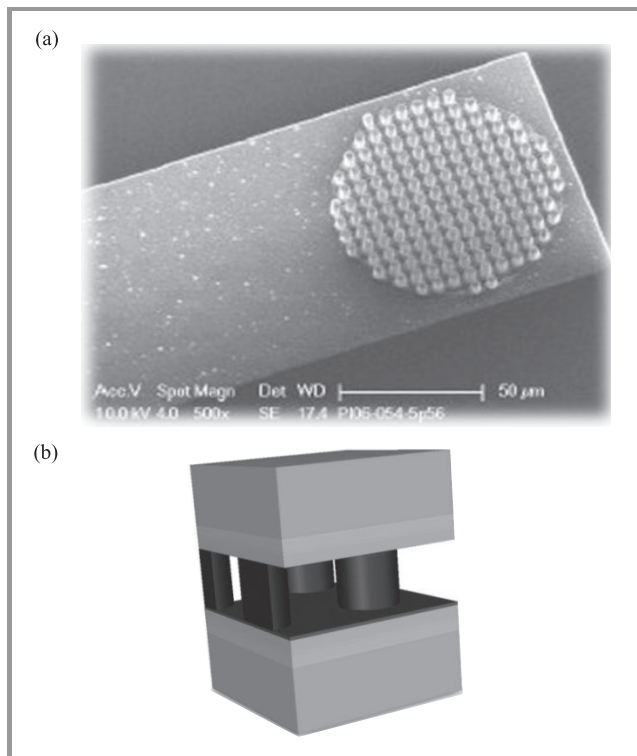 (a)
Acc.V Spot Magn Det WD 50 μm
10.0 kV 4.0 500x SE 17.4 PI06-054-5p56
(b)